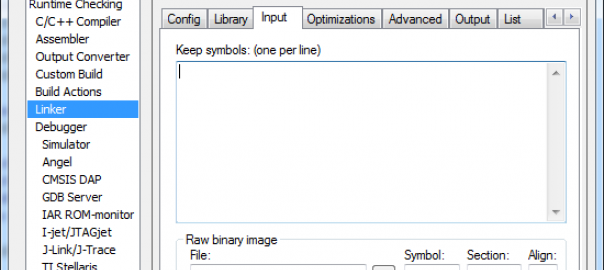 Runtime Checking
C/C++ Compiler
Assembler
Output Converter
Custom Build
Build Actions
Linker
Debugger
Simulator
Angel
CMSIS DAP
GDB Server
IAR ROM-monitor
I-jet/JTAGjet
J-Link/J-Trace
TI Stellaris
Config Library Input Optimizations Advanced Output List
Keep symbols: (one per line)
Raw binary image
File: Symbol: Section: Align: